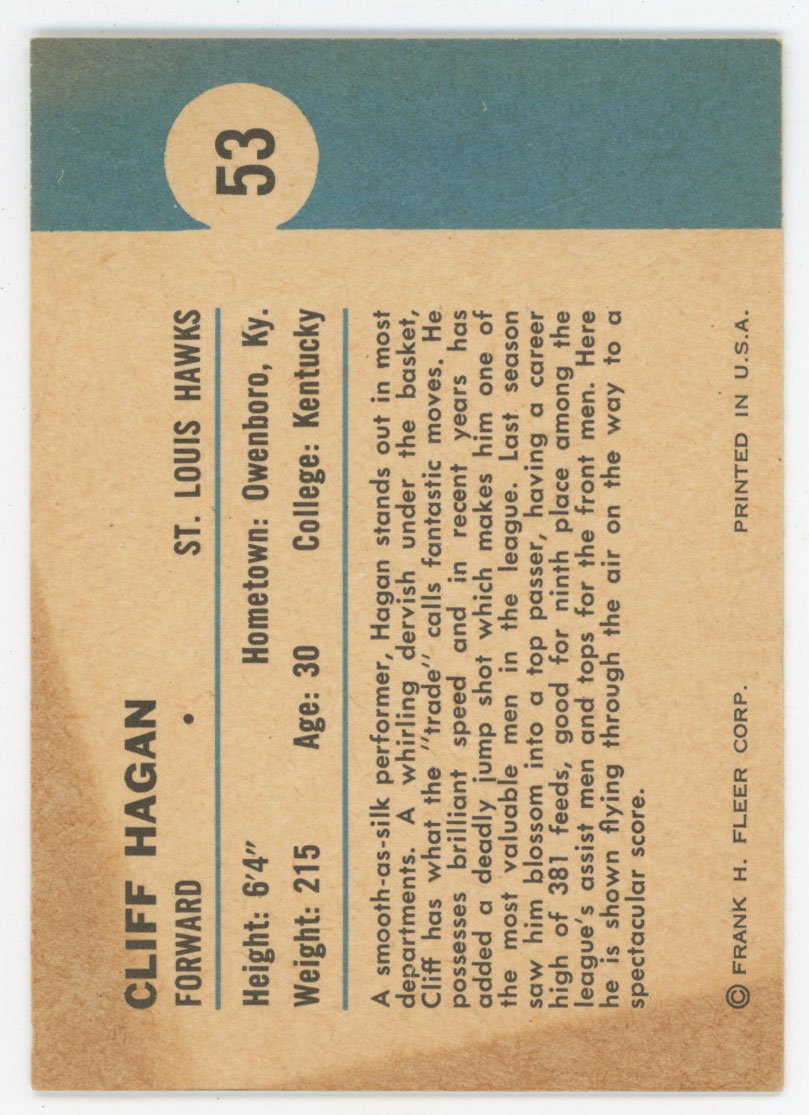 53
CLIFF HAGAN
FORWARD • ST. LOUIS HAWKS
Height: 6'4" Hometown: Owenboro, Ky.
Weight: 215 Age: 30 College: Kentucky
A smooth-as-silk performer, Hagan stands out in most
departments. A whirling dervish under the basket,
Cliff has what the "trade" calls fantastic moves. He
possesses brilliant speed and in recent years has
added a deadly jump shot which makes him one of
the most valuable men in the league. Last season
saw him blossom into a top passer, having a career
high of 381 feeds, good for ninth place among the
league's assist men and tops for the front men. Here
he is shown flying through the air on the way to a
spectacular score.
© FRANK H. FLEER CORP. PRINTED IN U.S.A.